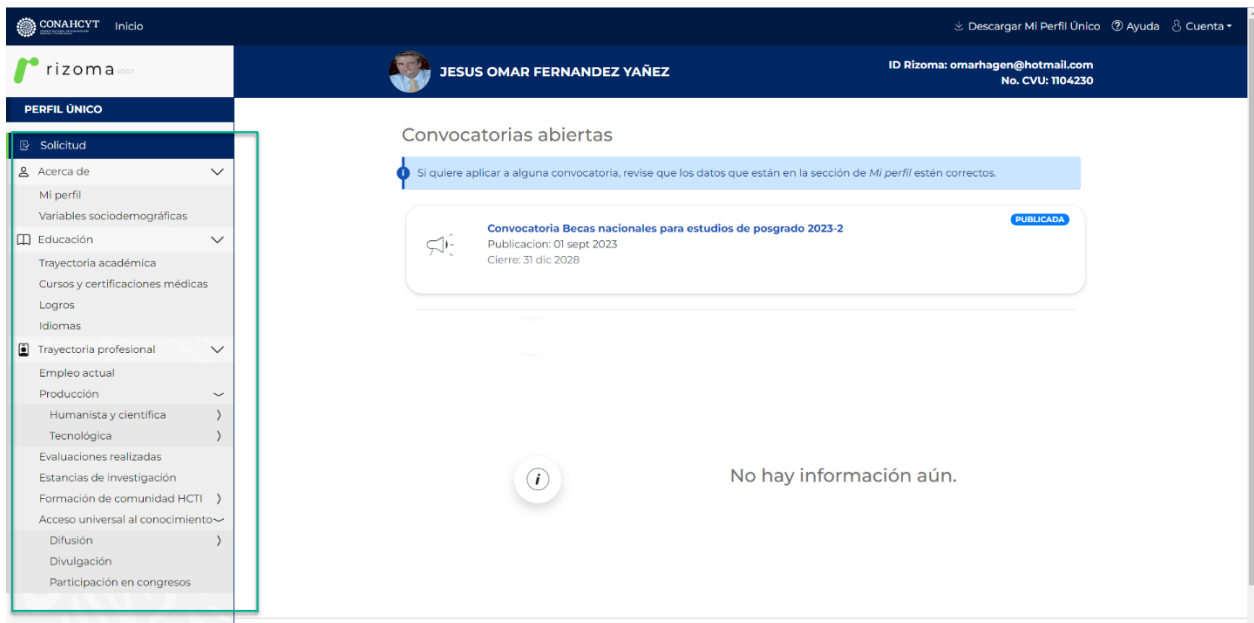 CONAHCYT Inicio
Descargar Mi Perfil Único Ayuda Cuenta
rizoma
JESUS OMAR FERNANDEZ YAÑEZ
ID Rizoma: omarhagen@hotmail.com
No. CVU: 1104230
PERFIL ÚNICO
Solicitud
Acerca de
Mi perfil
Variables sociodemográficas
Educación
Trayectoria académica
Cursos y certificaciones médicas
Logros
Idiomas
Trayectoria profesional
Empleo actual
Producción
Humanista y científica
Tecnológica
Evaluaciones realizadas
Estancias de investigación
Formación de comunidad HCTI
Acceso universal al conocimiento
Difusión
Divulgación
Participación en congresos
Convocatorias abiertas
Si quiere aplicar a alguna convocatoria, revise que los datos que están en la sección de Mi perfil estén correctos.
Convocatoria Becas nacionales para estudios de posgrado 2023-2
PUBLICADA
Publicacion: 01 sept 2023
Cierre: 31 dic 2028
No hay información aún.